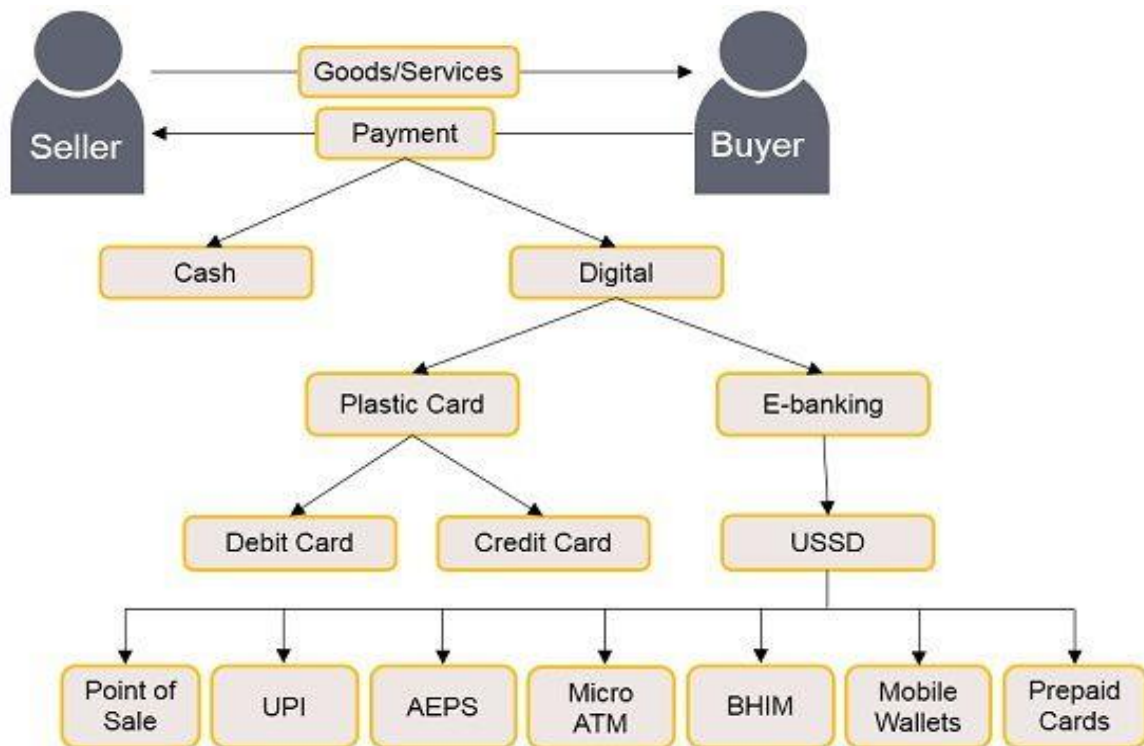 Goods/Services
Payment
Seller
Buyer
Cash
Digital
Plastic Card
E-banking
Debit Card
Credit Card
USSD
Point of
Sale
UPI
AEPS
Micro
ATM
BHIM
Mobile
Wallets
Prepaid
Cards